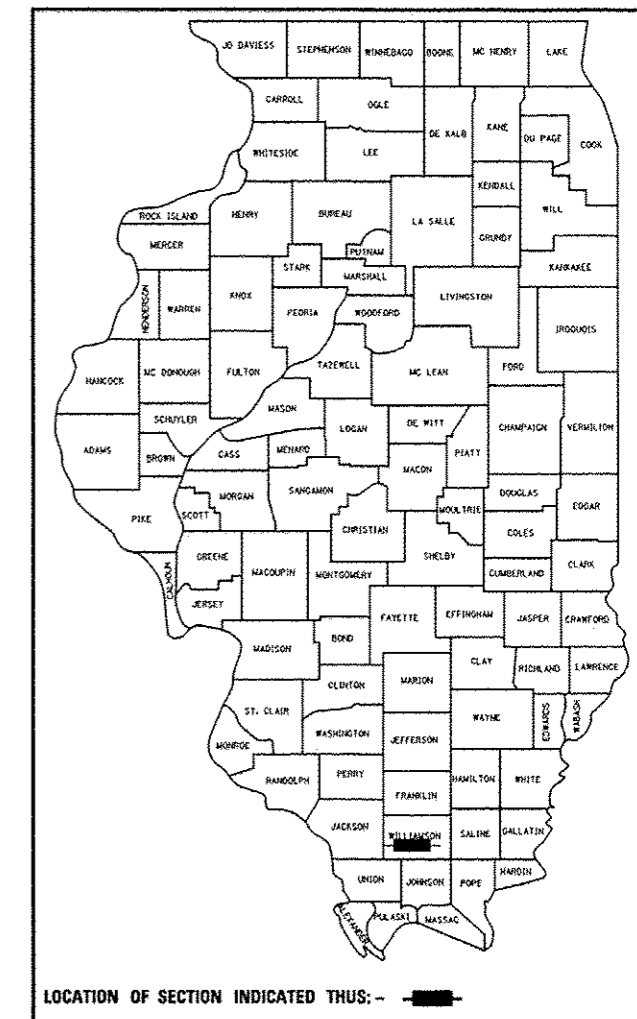 JO DAVIESS STEPHENSON WINNEBAGO BOONE MC HENRY LAKE
CARROLL OGLE DE KALB KANE DU PAGE COOK
WHITESIDE LEE
KENDALL WILL
ROCK ISLAND HENRY BUREAU LA SALLE GRUNDY
MERCER PUTNAM
STARK MARSHALL KANKAKEE
HENDERSON WARREN KNOX PEORIA WOODFORD LIVINGSTON IROQUOIS
HANCOCK MC DONOUGH FULTON TAZEWELL MC LEAN FORD
MASON
SCHUYLER LOGAN DE WITT CHAMPAIGN VERMILION
ADAMS BROWN CASS MENARD MACON PIATT
PIKE SCOTT MORGAN SANGAMON MOULTRIE DOUGLAS EDGAR
CHRISTIAN COLES
GREENE MACOUPIN MONTGOMERY SHELBY CUMBERLAND CLARK
CALHOUN JERSEY
FAYETTE EFFINGHAM JASPER CRAWFORD
MADISON BOND
CLAY RICHLAND LAWRENCE
CLINTON MARION
ST. CLAIR WAYNE EDWARDS WABASH
MONROE WASHINGTON JEFFERSON
RANDOLPH PERRY HAMILTON WHITE
FRANKLIN
JACKSON WILLIAMSON SALINE GALLATIN
UNION JOHNSON POPE HARDIN
ALEXANDER PULASKI MASSAC
LOCATION OF SECTION INDICATED THUS: -